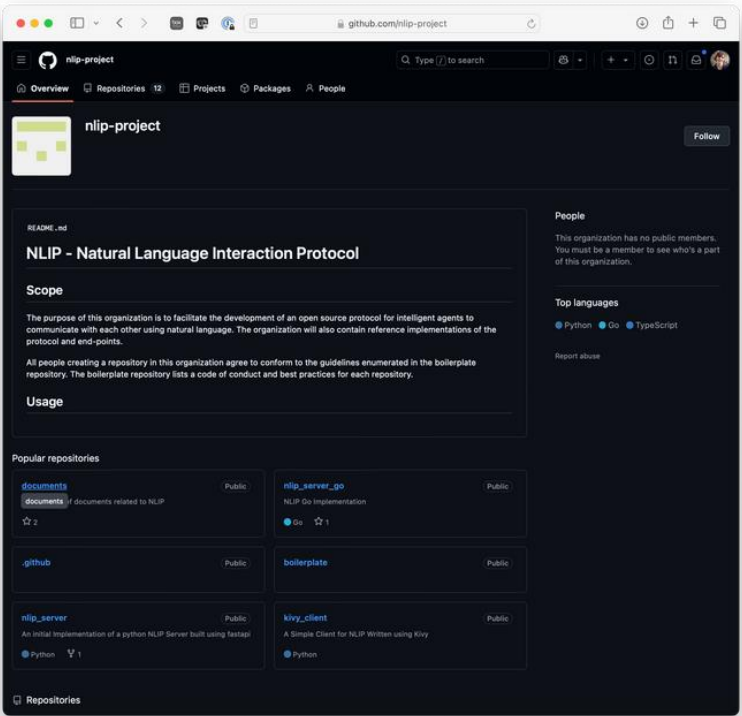 github.com/nlip-project
nlip-project
Type / to search
Overview
Repositories 12
Projects
Packages
People
nlip-project
Follow
README.md
NLIP - Natural Language Interaction Protocol
Scope
The purpose of this organization is to facilitate the development of an open source protocol for intelligent agents to
communicate with each other using natural language. The organization will also contain reference implementations of the
protocol and end-points.
All people creating a repository in this organization agree to conform to the guidelines enumerated in the boilerplate
repository. The boilerplate repository lists a code of conduct and best practices for each repository.
Usage
People
This organization has no public members.
You must be a member to see who's a part
of this organization.
Top languages
Python Go TypeScript
Report abuse
Popular repositories
documents Public
documents of documents related to NLIP
2
nlip_server_go Public
NLIP Go Implementation
Go 1
.github Public
boilerplate Public
nlip_server Public
An initial Implementation of a python NLIP Server built using fastapi
Python 1
kivy_client Public
A Simple Client for NLIP Written using Kivy
Python
Repositories